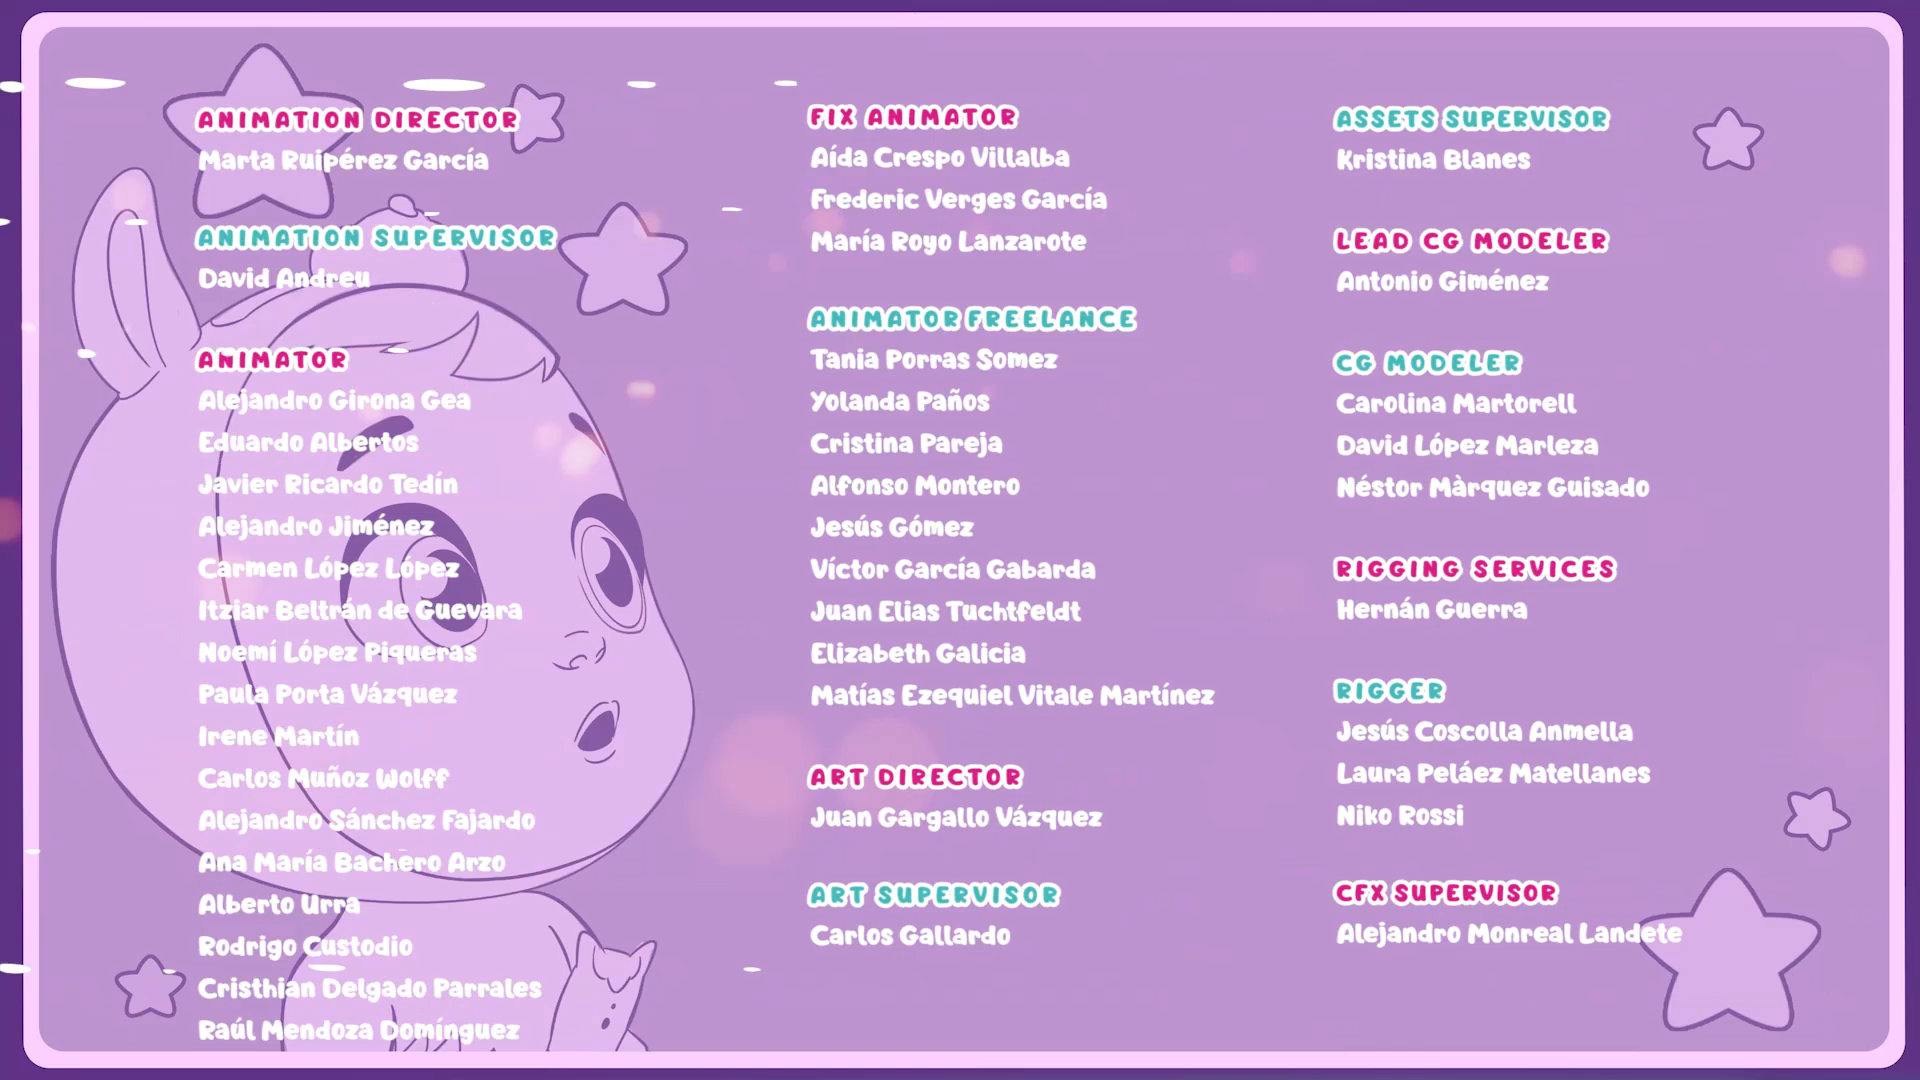 ANIMATION DIRECTOR
Marta Ruipérez García
ANIMATION SUPERVISOR
David Andreu
ANIMATOR
Alejandro Girona Gea
Eduardo Albertos
Javier Ricardo Tedín
Alejandro Jiménez
Carmen López López
Itziar Beltrán de Guevara
Noemí López Piqueras
Paula Porta Vázquez
Irene Martín
Carlos Muñoz Wolff
Alejandro Sánchez Fajardo
Ana María Bachero Arzo
Alberto Urra
Rodrigo Custodio
Cristhian Delgado Parrales
Raúl Mendoza Domínguez
FIX ANIMATOR
Aída Crespo Villalba
Frederic Verges García
María Royo Lanzarote
ANIMATOR FREELANCE
Tania Porras Somez
Yolanda Paños
Cristina Pareja
Alfonso Montero
Jesús Gómez
Víctor García Gabarda
Juan Elias Tuchtfeldt
Elizabeth Galicia
Matías Ezequiel Vitale Martínez
ART DIRECTOR
Juan Gargallo Vázquez
ART SUPERVISOR
Carlos Gallardo
ASSETS SUPERVISOR
Kristina Blanes
LEAD CG MODELER
Antonio Giménez
CG MODELER
Carolina Martorell
David López Marleza
Néstor Màrquez Guisado
RIGGING SERVICES
Hernán Guerra
RIGGER
Jesús Coscolla Anmella
Laura Peláez Matellanes
Niko Rossi
CFX SUPERVISOR
Alejandro Monreal Landete